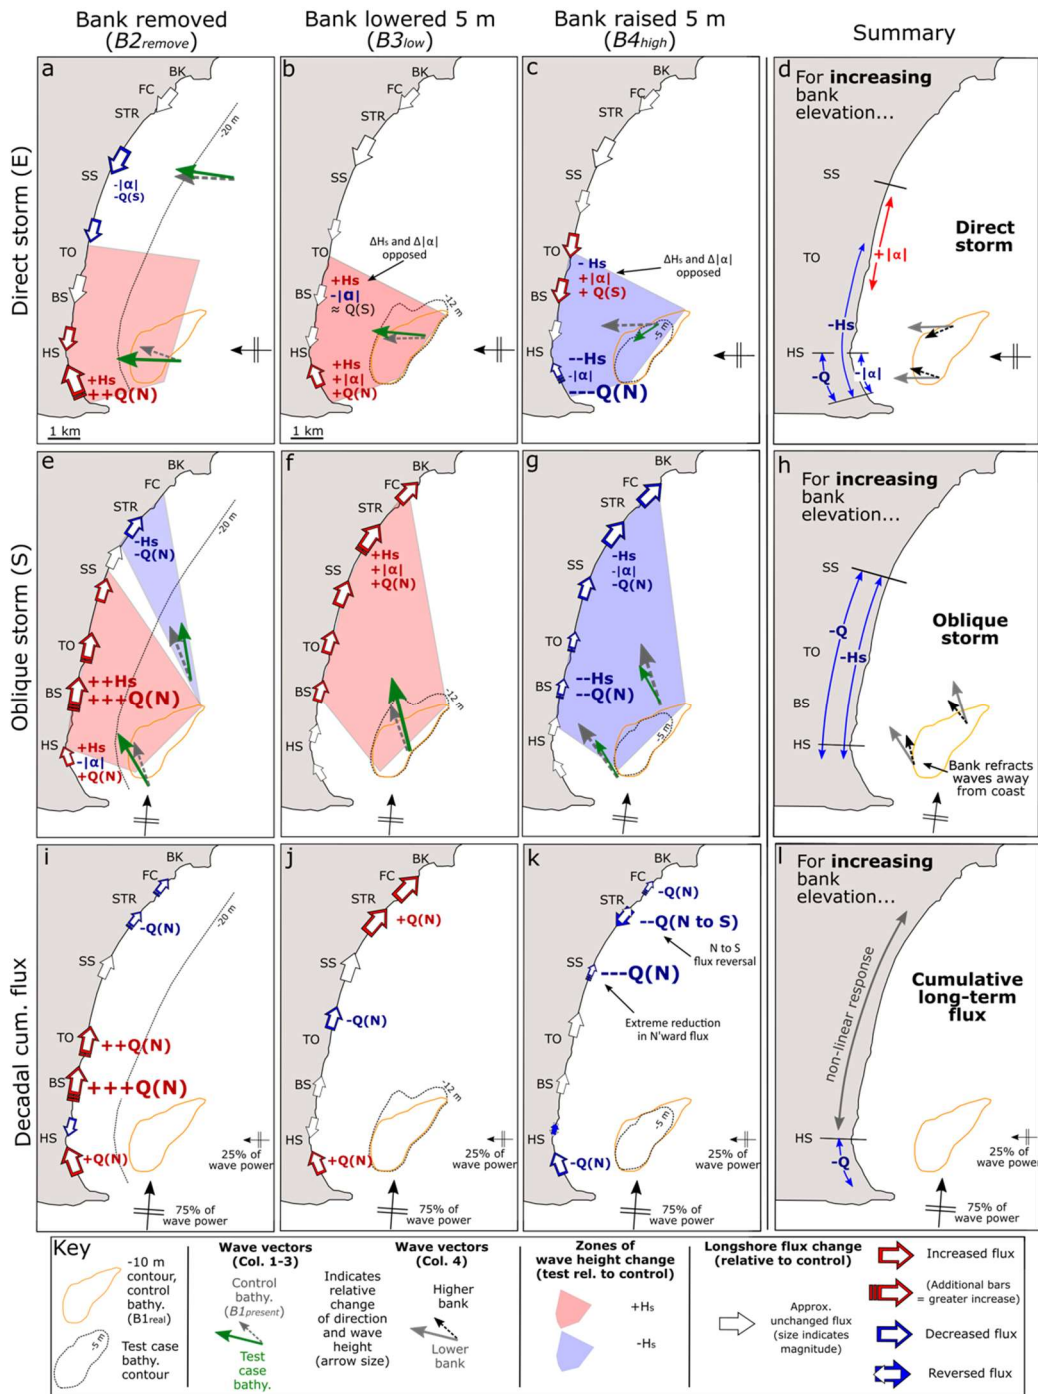 Bank removed
(B2remove)
Bank lowered 5 m
(B3low)
Bank raised 5 m
(B4high)
Summary
Direct storm (E)
a
BK
FC
STR
-20 m
SS
-|α|
-Q(S)
TO
BS
HS
+Hs
++Q(N)
1 km
b
BK
FC
STR
SS
ΔHs and Δ|α|
opposed
TO
+Hs
BS
-|α|
≈ Q(S)
-12 m
HS
+Hs
+|α|
+Q(N)
1 km
c
BK
FC
STR
SS
TO
- Hs
ΔHs and Δ|α|
opposed
+|α|
BS
+ Q(S)
-5 m
HS
--Hs
-|α|
---Q(N)
d
For increasing
bank
elevation...
SS
Direct
storm
TO
+|α|
-Hs
HS
-Q
-|α|
Oblique storm (S)
e
BK
FC
STR
-20 m
-Hs
-Q(N)
SS
TO
++Hs
BS
+++Q(N)
HS
+Hs
-|α|
+Q(N)
f
BK
FC
STR
+Hs
+|α|
+Q(N)
SS
TO
BS
-12 m
HS
g
BK
FC
STR
-Hs
-|α|
-Q(N)
SS
TO
--Hs
BS
--Q(N)
-5 m
HS
h
For increasing
bank
elevation...
SS
Oblique
storm
-Q
TO
-Hs
BS
HS
Bank refracts
waves away
from coast
Decadal cum. flux
i
BK
FC
STR
-20 m
-Q(N)
SS
TO
++Q(N)
BS
+++Q(N)
HS
+Q(N)
25% of
wave power
75% of
wave power
j
BK
FC
STR
+Q(N)
SS
-Q(N)
TO
BS
-12 m
HS
+Q(N)
25% of
wave power
75% of
wave power
k
BK
FC
-Q(N)
STR
--Q(N to S)
N to S
flux reversal
SS
---Q(N)
Extreme reduction
in N'ward flux
TO
BS
-5 m
HS
-Q(N)
25% of
wave power
75% of
wave power
l
For increasing
bank
elevation...
non-linear response
Cumulative
long-term
flux
HS
-Q
25% of
wave power
75% of
wave power
Key
-10 m
contour,
control
bathy.
(B1real)
-5 m
Test case
bathy.
contour
Wave vectors
(Col. 1-3)
Control
bathy.
(B1present)
Test
case
bathy.
Indicates
relative
change
of direction
and wave
height
(arrow size)
Wave vectors
(Col. 4)
Higher
bank
Lower
bank
Zones of
wave height change
(test rel. to control)
+Hs
-Hs
Longshore flux change
(relative to control)
Approx.
unchanged flux
(size indicates
magnitude)
Increased flux
(Additional bars
= greater increase)
Decreased flux
Reversed flux